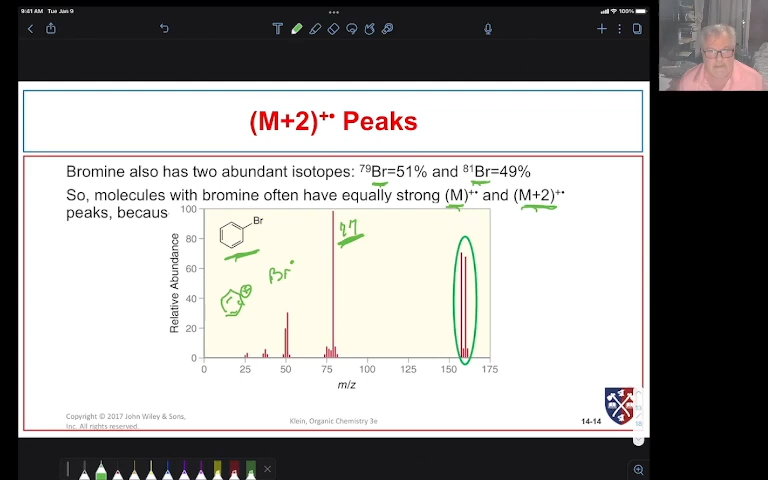 9:41 AM Tue Jan 9
100%
(M+2)⁺• Peaks
Bromine also has two abundant isotopes: ⁷⁹Br=51% and ⁸¹Br=49%
So, molecules with bromine often have equally strong (M)⁺• and (M+2)⁺•
peaks, becaus
100
80
60
40
20
0
Relative Abundance
Br
77
Br•
+
0 25 50 75 100 125 150 175
m/z
Copyright © 2017 John Wiley & Sons,
Inc. All rights reserved.
Klein, Organic Chemistry 3e
14-14